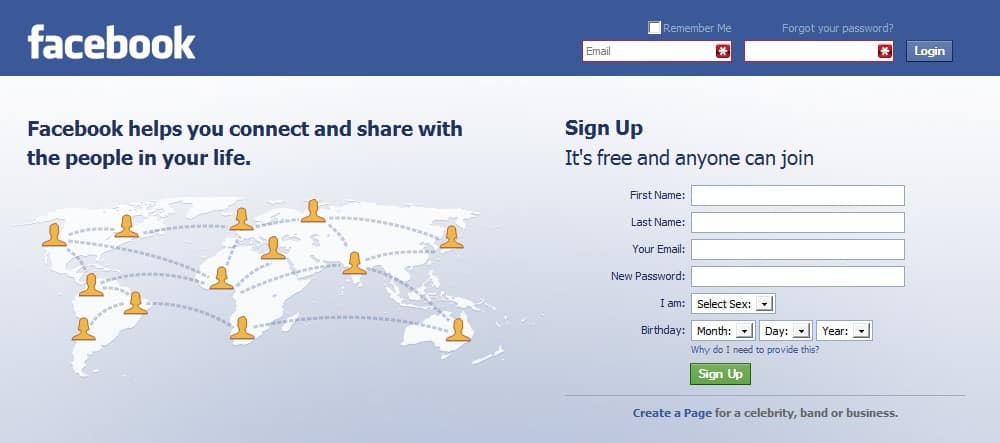 facebook
Remember Me
Forgot your password?
Email
Login
Facebook helps you connect and share with
the people in your life.
Sign Up
It's free and anyone can join
First Name:
Last Name:
Your Email:
New Password:
I am: Select Sex:
Birthday: Month: Day: Year:
Why do I need to provide this?
Sign Up
Create a Page for a celebrity, band or business.